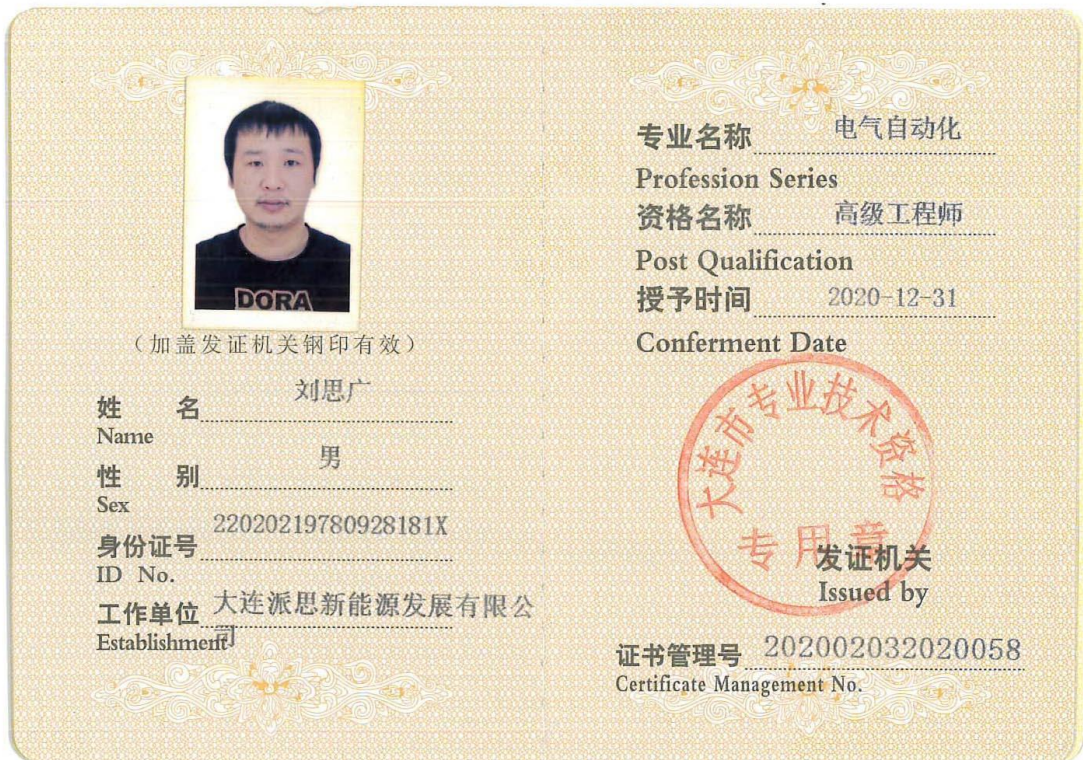 DORA
（加盖发证机关钢印有效）
姓 名 刘思广
Name
性 别 男
Sex
身份证号 22020219780928181X
ID No.
工作单位 大连派思新能源发展有限公
司
Establishment
专业名称 电气自动化
Profession Series
资格名称 高级工程师
Post Qualification
授予时间 2020-12-31
Conferment Date
大连市专业技术资格
专用章
发证机关
Issued by
证书管理号 202002032020058
Certificate Management No.